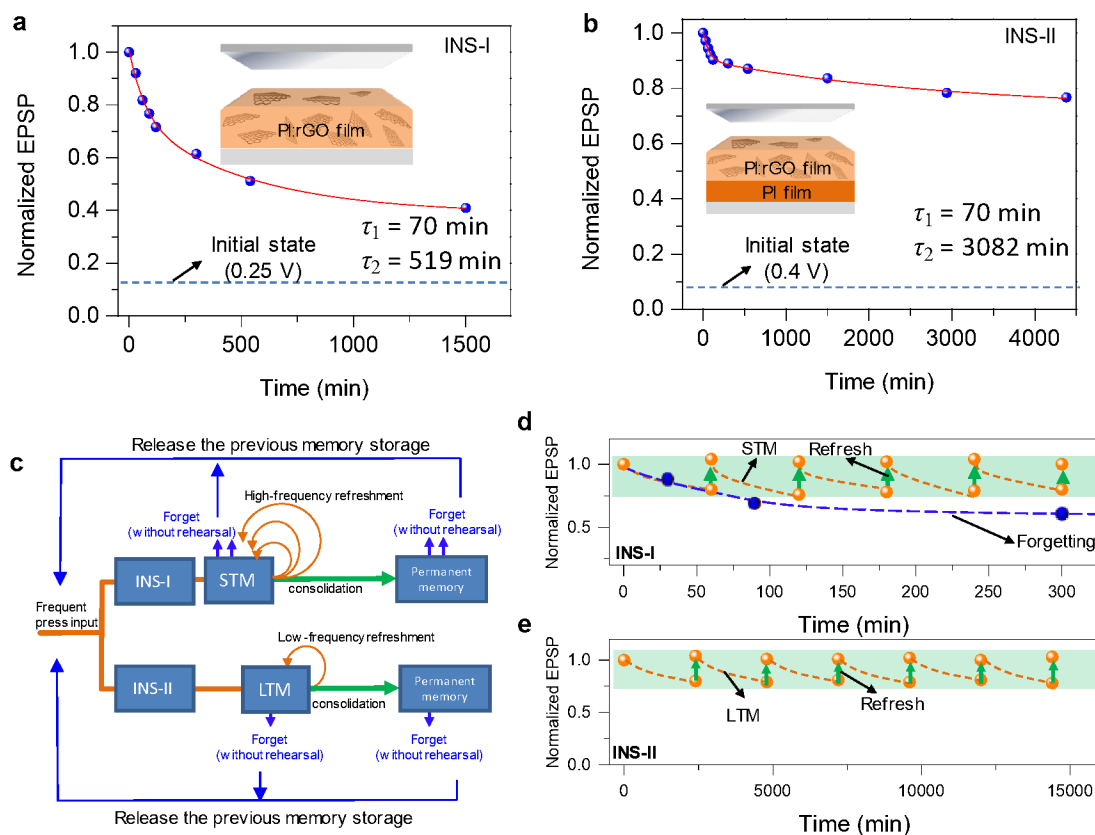 a
INS-I
Normalized EPSP
1.0
0.8
0.6
0.4
0.2
0.0
PI:rGO film
τ1 = 70 min
τ2 = 519 min
Initial state
(0.25 V)
0 500 1000 1500
Time (min)
b
INS-II
Normalized EPSP
1.0
0.8
0.6
0.4
0.2
0.0
PI:rGO film
PI film
τ1 = 70 min
τ2 = 3082 min
Initial state
(0.4 V)
0 1000 2000 3000 4000
Time (min)
c
Release the previous memory storage
High-frequency refreshment
Forget
(without rehearsal)
Forget
(without rehearsal)
INS-I
STM
consolidation
Permanent
memory
Frequent
press input
Low-frequency refreshment
INS-II
LTM
consolidation
Permanent
memory
Forget
(without rehearsal)
Forget
(without rehearsal)
Release the previous memory storage
d
Normalized EPSP
1.0
0.5
0.0
STM
Refresh
Forgetting
INS-I
0 50 100 150 200 250 300
Time (min)
e
Normalized EPSP
1.0
0.5
0.0
LTM
Refresh
INS-II
0 5000 10000 15000
Time (min)